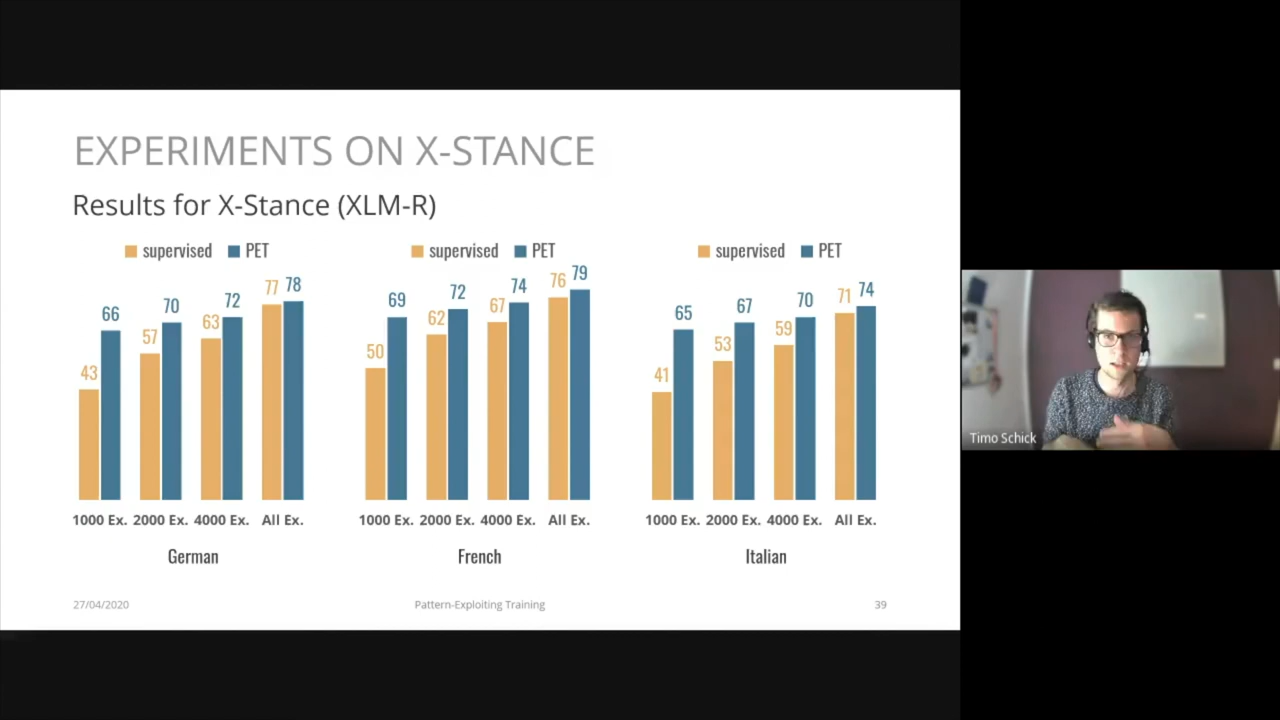 EXPERIMENTS ON X-STANCE
Results for X-Stance (XLM-R)
supervised PET
43 66 57 70 63 72 77 78
1000 Ex. 2000 Ex. 4000 Ex. All Ex.
German
supervised PET
50 69 62 72 67 74 76 79
1000 Ex. 2000 Ex. 4000 Ex. All Ex.
French
supervised PET
41 65 53 67 59 70 71 74
1000 Ex. 2000 Ex. 4000 Ex. All Ex.
Italian
27/04/2020
Pattern-Exploiting Training
39
Timo Schick